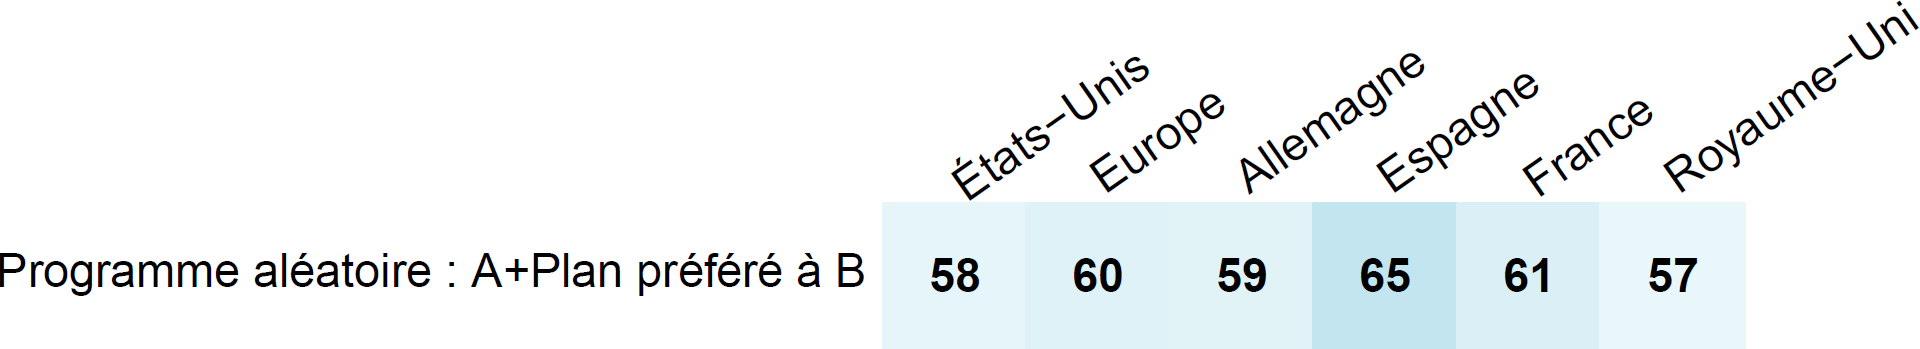 États−Unis Europe Allemagne Espagne France Royaume−Uni
Programme aléatoire : A+Plan préféré à B 58 60 59 65 61 57